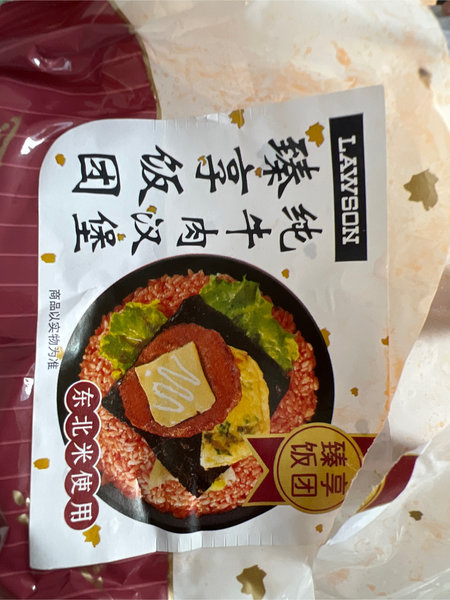 LAWSON
臻享饭团
纯牛肉汉堡
商品以实物为准
东北米使用
臻享
饭团